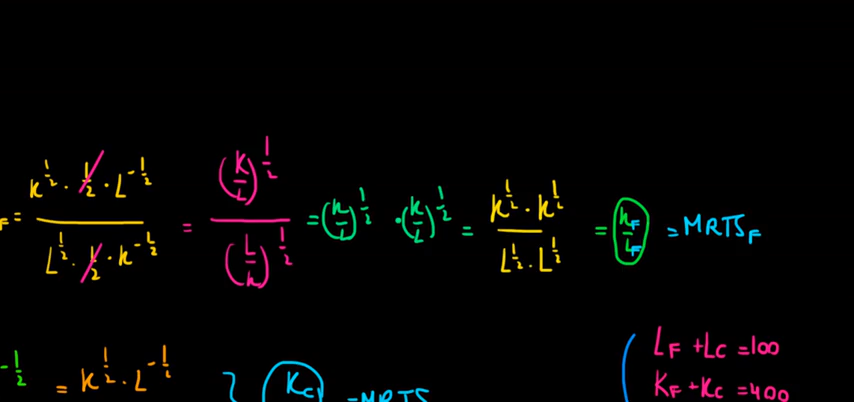 F = K^{1/2} · 1/2 · L^{-1/2} / L^{1/2} · 1/2 · K^{-1/2} = (K/L)^{1/2} / (L/K)^{1/2} = (K/L)^{1/2} · (K/L)^{1/2} = K^{1/2} · K^{1/2} / L^{1/2} · L^{1/2} = K_F/L_F = MRTS_F
L_F + L_C = 100
-1/2 = K^{1/2} · L^{-1/2} } K_C = MRTS
K_F + K_C = 400